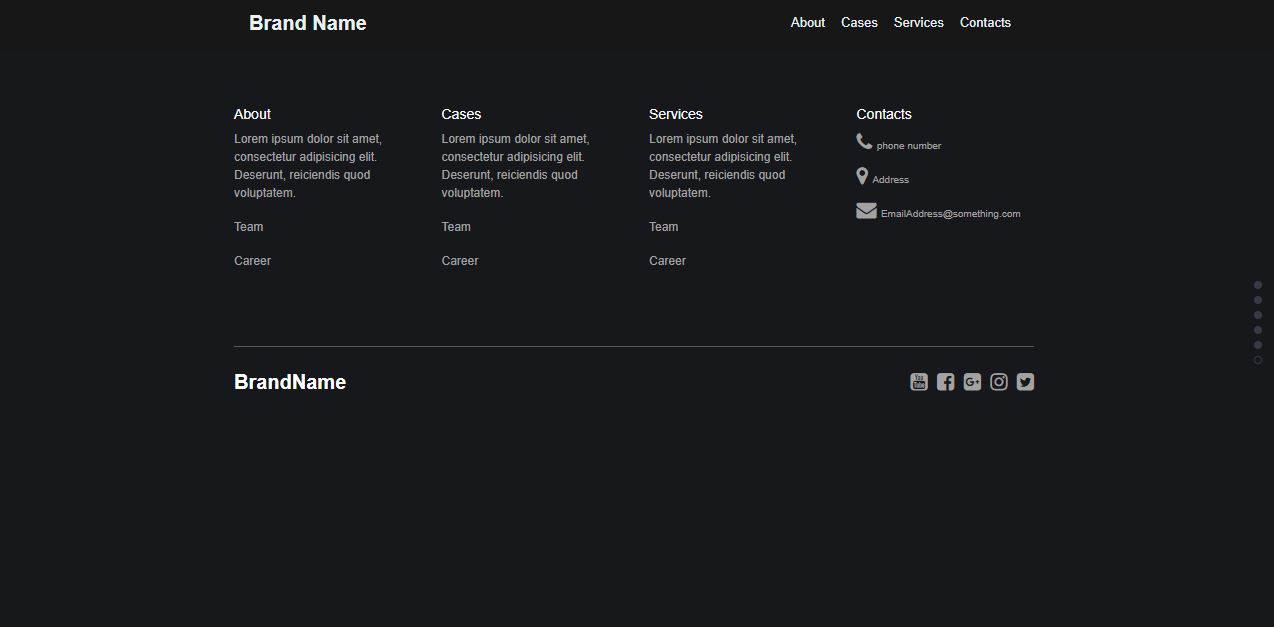 Brand Name
About Cases Services Contacts
About
Lorem ipsum dolor sit amet,
consectetur adipisicing elit.
Deserunt, reiciendis quod
voluptatem.
Team
Career
Cases
Lorem ipsum dolor sit amet,
consectetur adipisicing elit.
Deserunt, reiciendis quod
voluptatem.
Team
Career
Services
Lorem ipsum dolor sit amet,
consectetur adipisicing elit.
Deserunt, reiciendis quod
voluptatem.
Team
Career
Contacts
phone number
Address
EmailAddress@something.com
BrandName
You
Tube